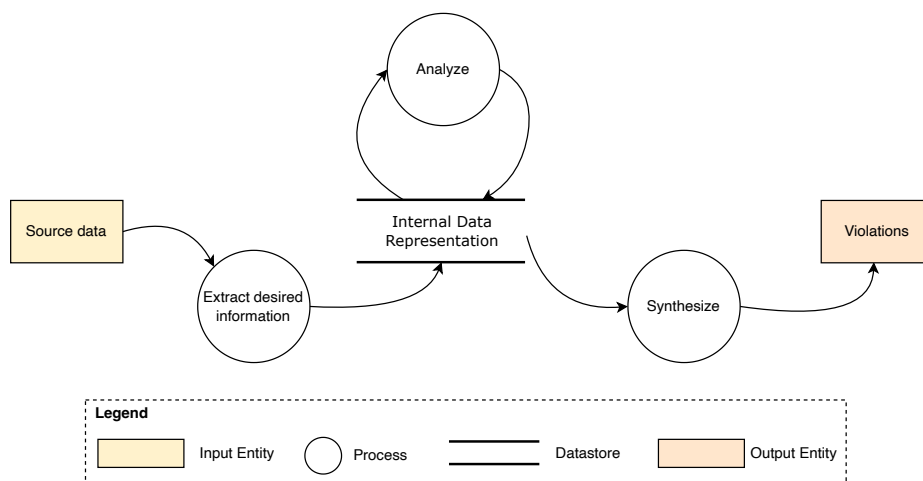 Analyze
Source data
Internal Data
Representation
Violations
Extract desired
information
Synthesize
Legend
Input Entity
Process
Datastore
Output Entity